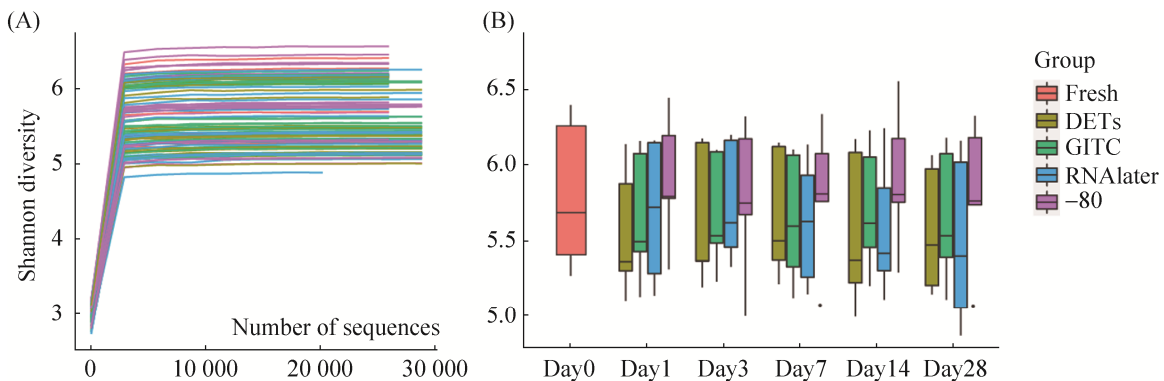 (A)
Shannon diversity
6
5
4
3
Number of sequences
0 10 000 20 000 30 000
(B)
6.5
6.0
5.5
5.0
Day0 Day1 Day3 Day7 Day14 Day28
Group
Fresh
DETs
GITC
RNAlater
−80